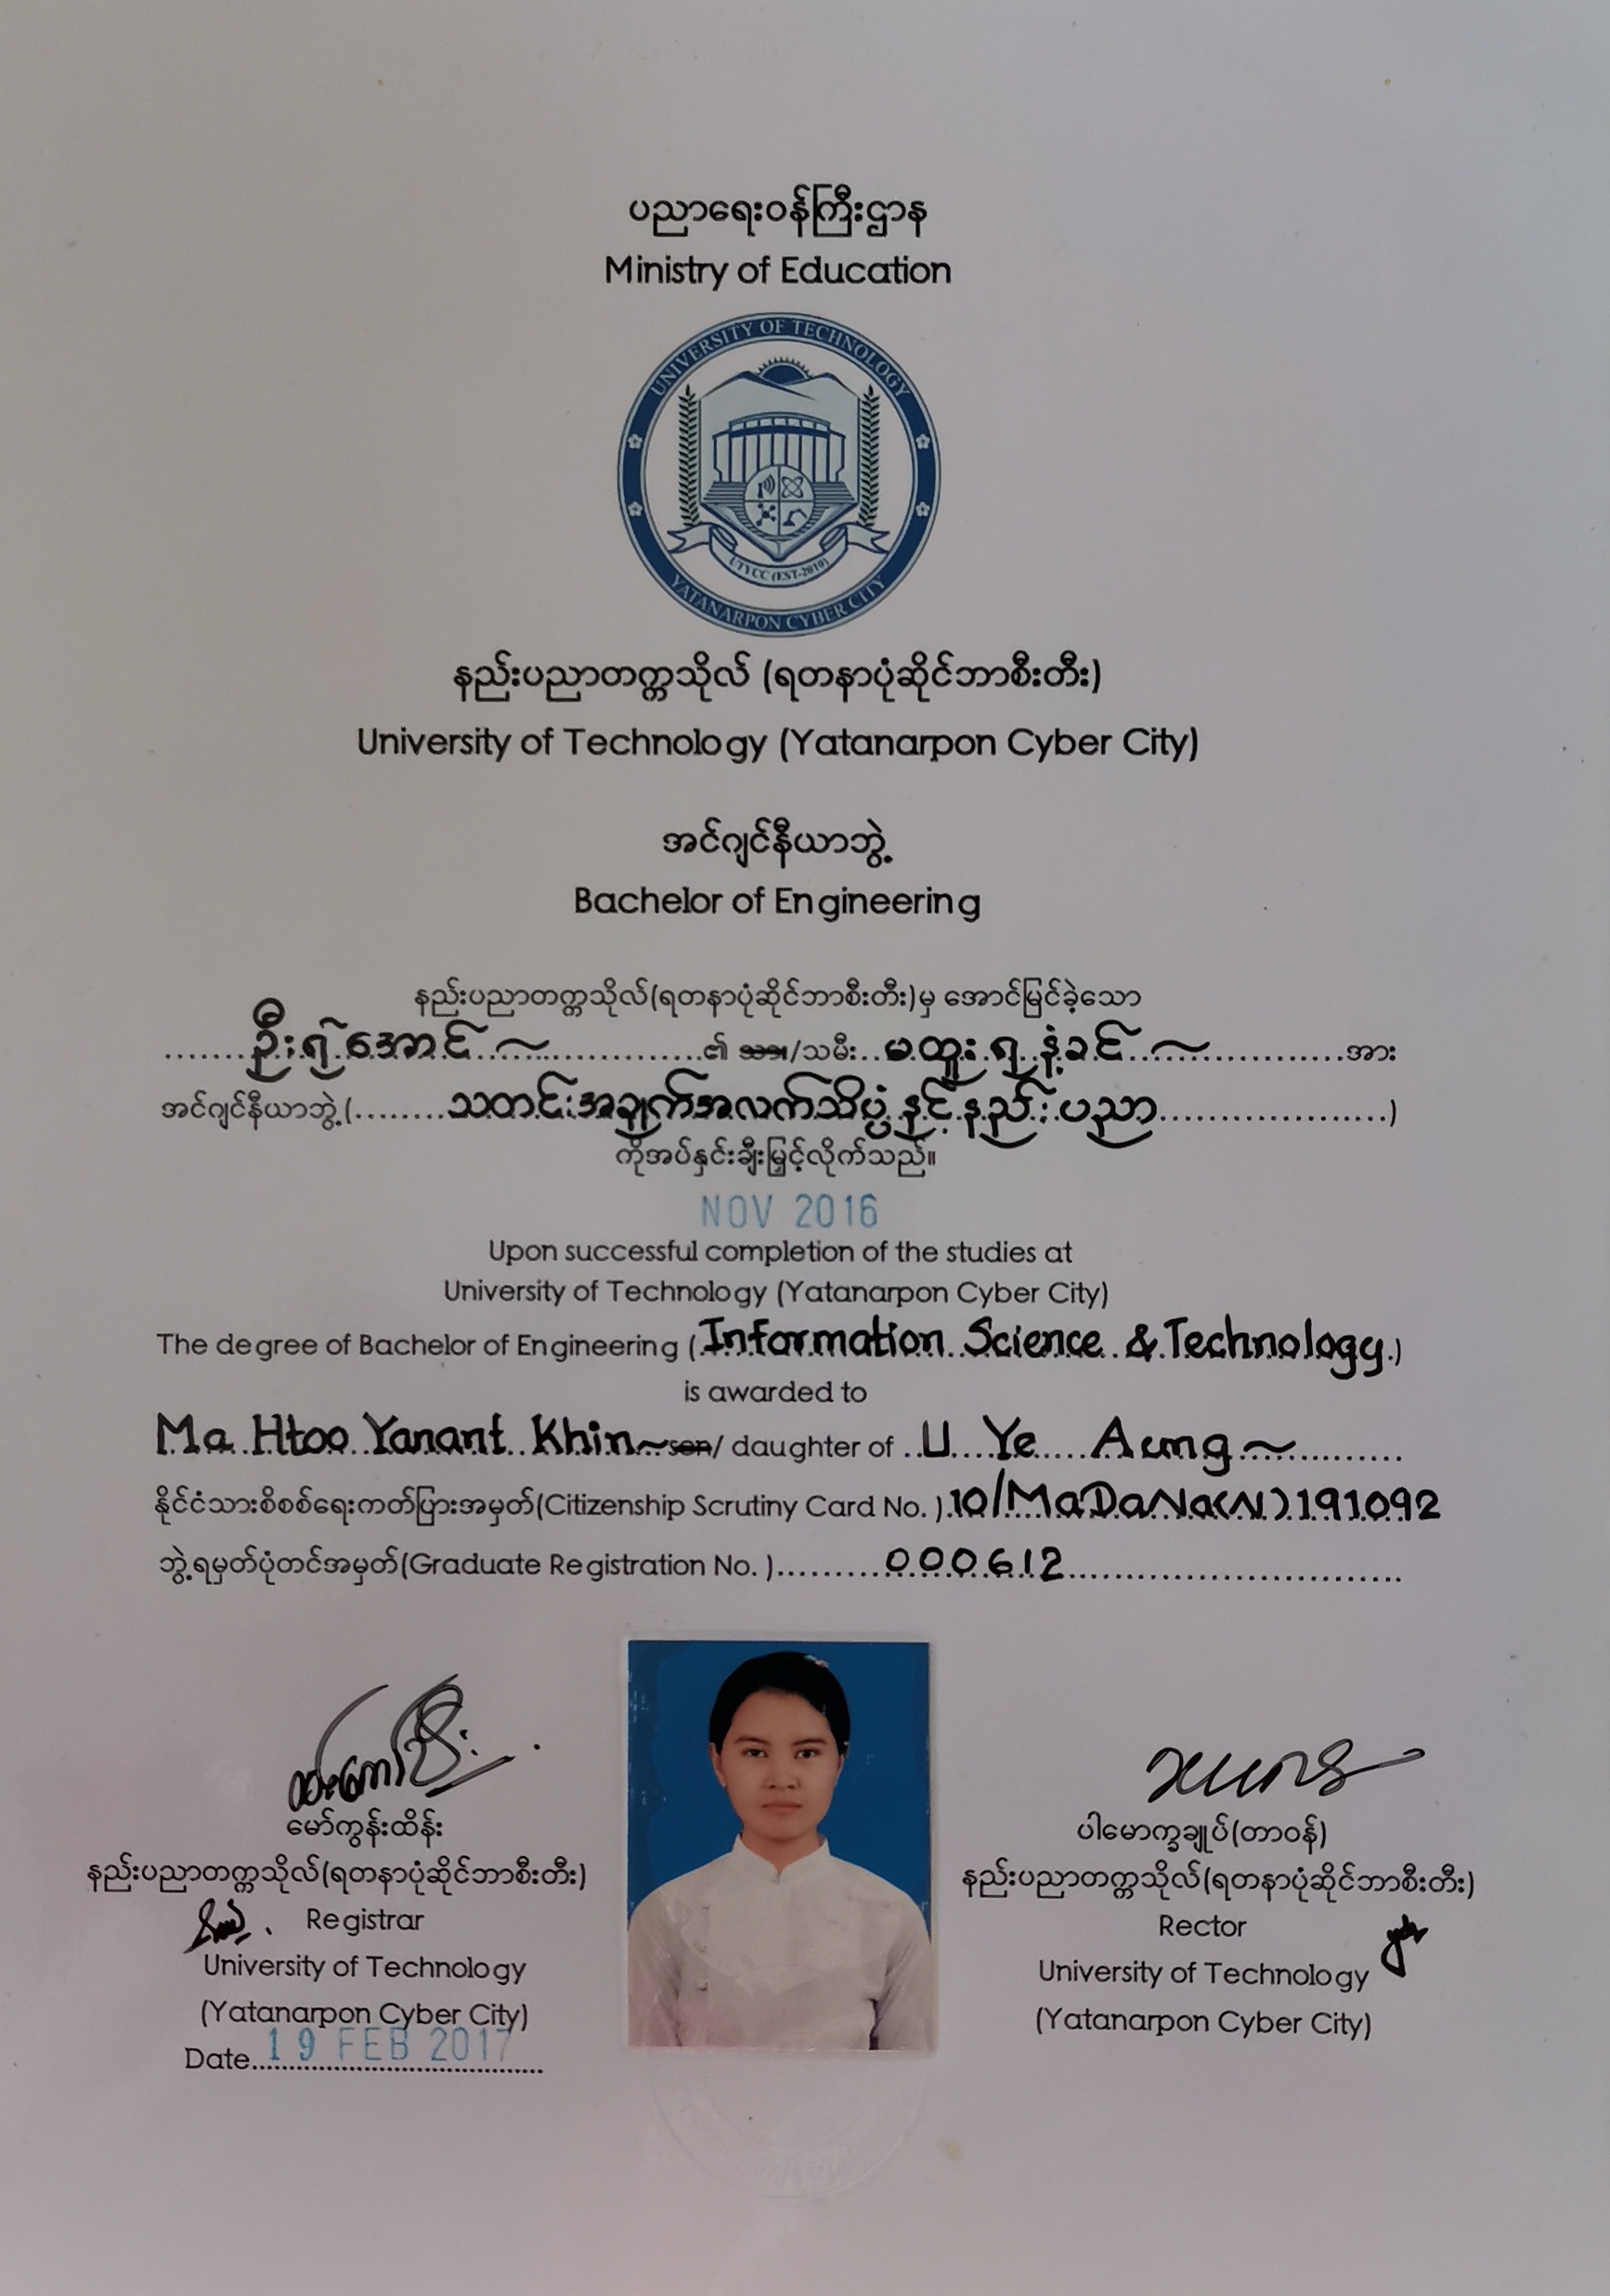 ပညာရေးဝန်ကြီးဌာန
Ministry of Education
UNIVERSITY OF TECHNOLOGY
UTYCC (EST-2010)
YATANARPON CYBER CITY
နည်းပညာတက္ကသိုလ် (ရတနာပုံဆိုင်ဘာစီးတီး)
University of Technology (Yatanarpon Cyber City)
အင်ဂျင်နီယာဘွဲ့
Bachelor of Engineering
နည်းပညာတက္ကသိုလ်(ရတနာပုံဆိုင်ဘာစီးတီး)မှ အောင်မြင်ခဲ့သော
ဦးရဲအောင် ~ ၏ သား/သမီး မထူးရနံ့ခင် ~ အား
အင်ဂျင်နီယာဘွဲ့ (သတင်းအချက်အလက်သိပ္ပံနှင့်နည်းပညာ)
ကိုအပ်နှင်းချီးမြှင့်လိုက်သည်။
NOV 2016
Upon successful completion of the studies at
University of Technology (Yatanarpon Cyber City)
The degree of Bachelor of Engineering (Information Science & Technology)
is awarded to
Ma Htoo Yanant Khin ~ son/ daughter of U Ye Aung ~
နိုင်ငံသားစိစစ်ရေးကတ်ပြားအမှတ်(Citizenship Scrutiny Card No. ) 10/MaDaNa(N)191092
ဘွဲ့ရမှတ်ပုံတင်အမှတ်(Graduate Registration No. ) 000612
မော်ကွန်းထိန်း
နည်းပညာတက္ကသိုလ်(ရတနာပုံဆိုင်ဘာစီးတီး)
Registrar
University of Technology
(Yatanarpon Cyber City)
Date 19 FEB 2017
ပါမောက္ခချုပ်(တာဝန်)
နည်းပညာတက္ကသိုလ်(ရတနာပုံဆိုင်ဘာစီးတီး)
Rector
University of Technology
(Yatanarpon Cyber City)